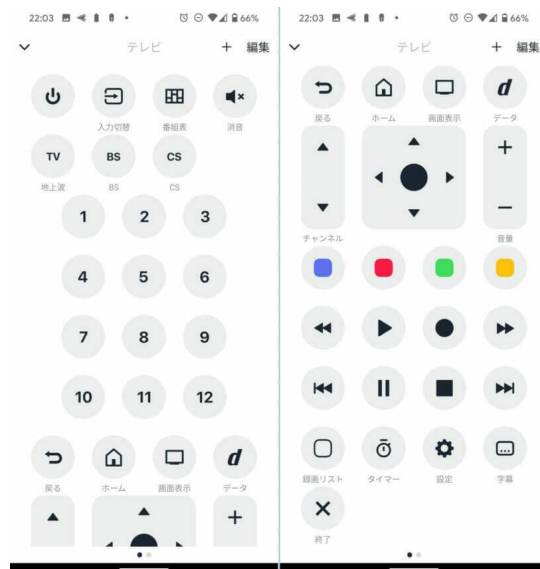 22:03
66%
テレビ
編集
入力切替
番組表
消音
TV
BS
CS
地上波
BS
CS
1
2
3
4
5
6
7
8
9
10
11
12
d
戻る
ホーム
画面表示
データ
22:03
66%
テレビ
編集
d
戻る
ホーム
画面表示
データ
チャンネル
音量
録画リスト
タイマー
設定
字幕
終了